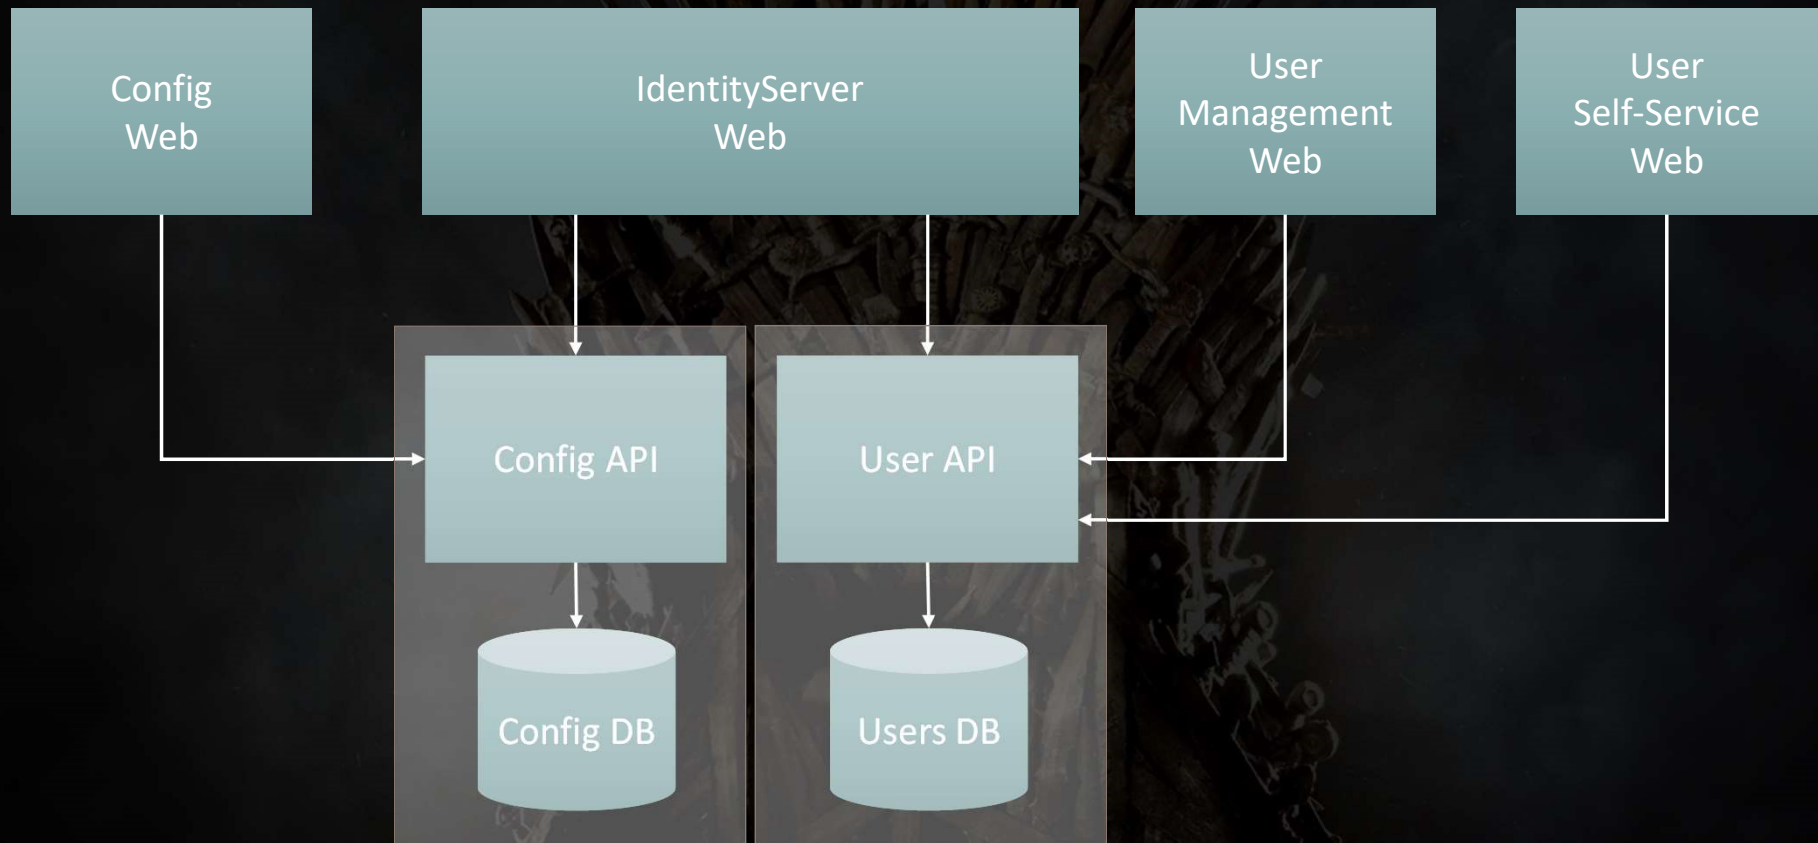 Config
Web
IdentityServer
Web
User
Management
Web
User
Self-Service
Web
Config API
User API
Config DB
Users DB